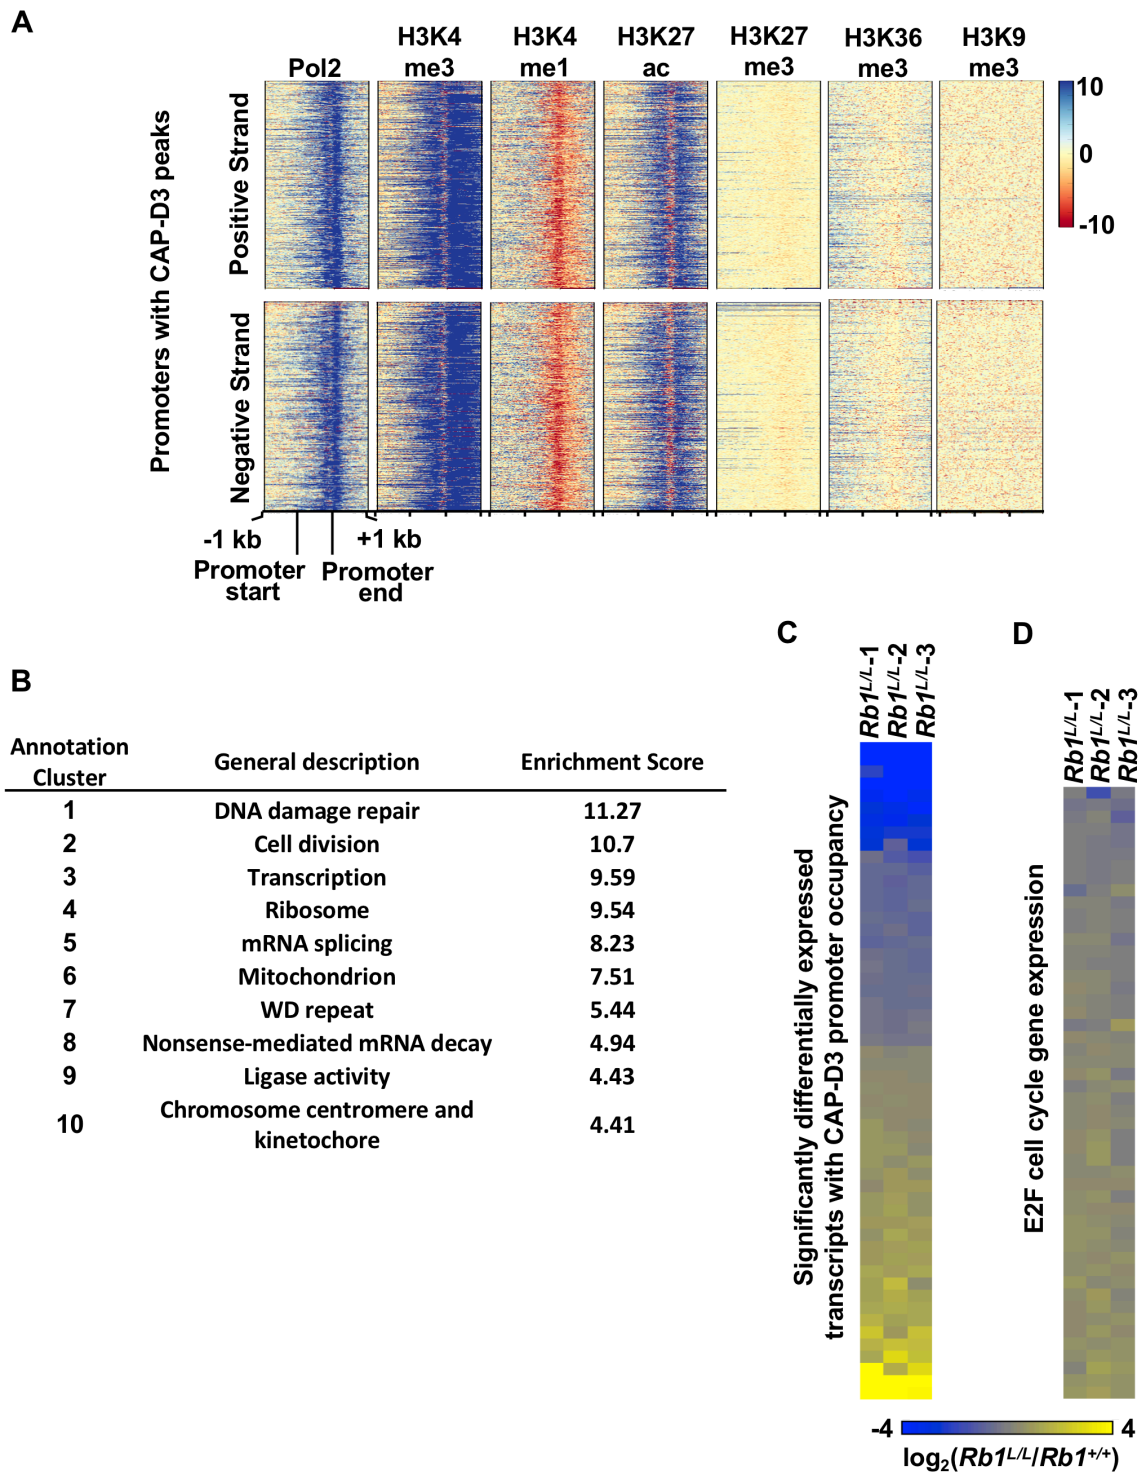 A
Pol2
H3K4
me3
H3K4
me1
H3K27
ac
H3K27
me3
H3K36
me3
H3K9
me3
Promoters with CAP-D3 peaks
Positive Strand
Negative Strand
10
0
-10
-1 kb
+1 kb
Promoter
start
Promoter
end
B
Annotation
Cluster
General description
Enrichment Score
1 DNA damage repair 11.27
2 Cell division 10.7
3 Transcription 9.59
4 Ribosome 9.54
5 mRNA splicing 8.23
6 Mitochondrion 7.51
7 WD repeat 5.44
8 Nonsense-mediated mRNA decay 4.94
9 Ligase activity 4.43
10 Chromosome centromere and
kinetochore 4.41
C
Rb1L/L-1
Rb1L/L-2
Rb1L/L-3
Significantly differentially expressed
transcripts with CAP-D3 promoter occupancy
D
Rb1L/L-1
Rb1L/L-2
Rb1L/L-3
E2F cell cycle gene expression
-4
4
log2(Rb1L/L/Rb1+/+)